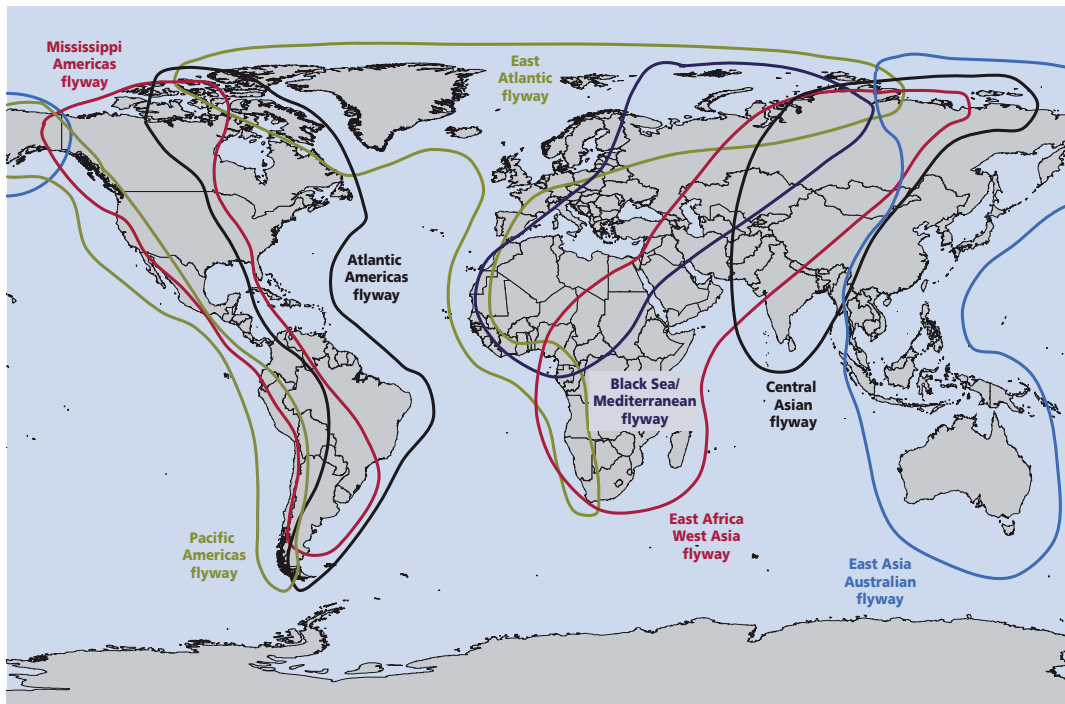 Mississippi
Americas
flyway
East
Atlantic
flyway
Atlantic
Americas
flyway
Black Sea/
Mediterranean
flyway
Central
Asian
flyway
Pacific
Americas
flyway
East Africa
West Asia
flyway
East Asia
Australian
flyway